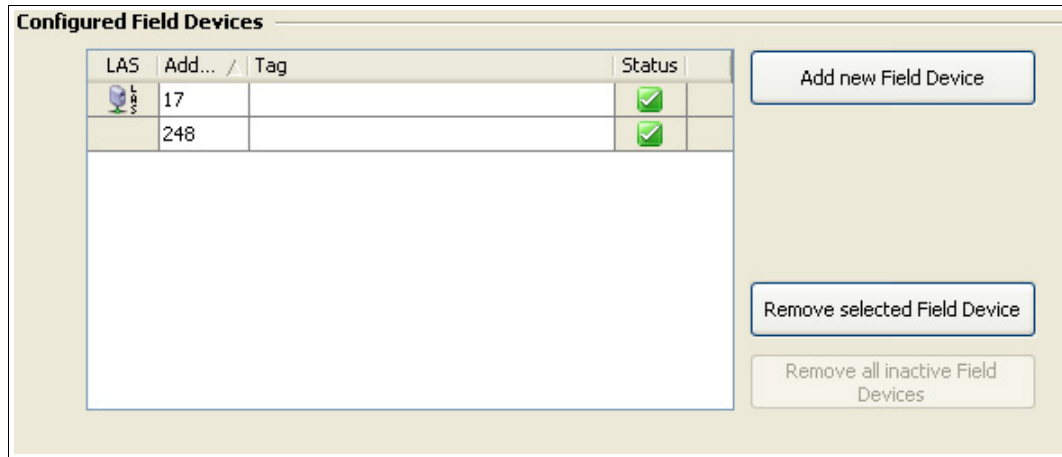 Configured Field Devices
LAS Add... / Tag Status
LAS 17
248
Add new Field Device
Remove selected Field Device
Remove all inactive Field
Devices